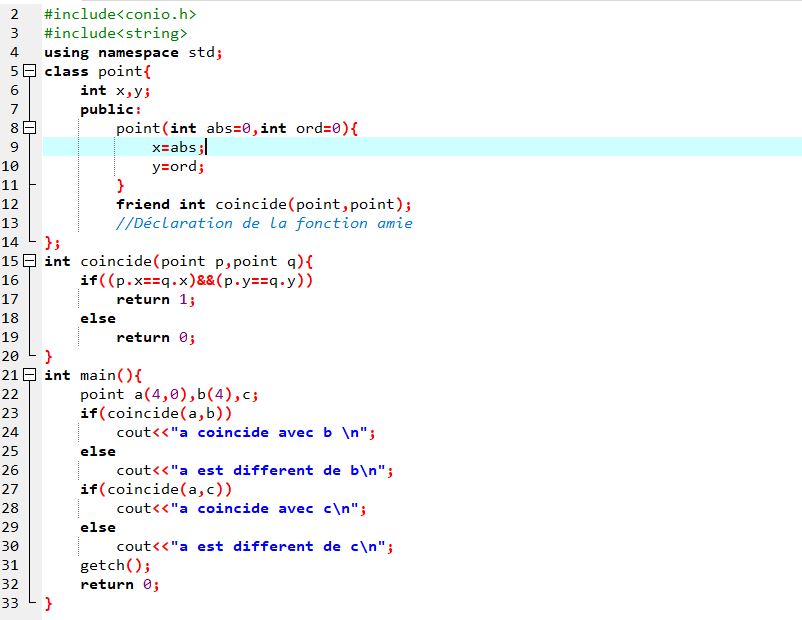 2 #include<conio.h>
3 #include<string>
4 using namespace std;
5 class point{
6 int x,y;
7 public:
8 point(int abs=0,int ord=0){
9 x=abs;
10 y=ord;
11 }
12 friend int coincide(point,point);
13 //Déclaration de la fonction amie
14 };
15 int coincide(point p,point q){
16 if((p.x==q.x)&&(p.y==q.y))
17 return 1;
18 else
19 return 0;
20 }
21 int main(){
22 point a(4,0),b(4),c;
23 if(coincide(a,b))
24 cout<<"a coincide avec b \n";
25 else
26 cout<<"a est different de b\n";
27 if(coincide(a,c))
28 cout<<"a coincide avec c\n";
29 else
30 cout<<"a est different de c\n";
31 getch();
32 return 0;
33 }